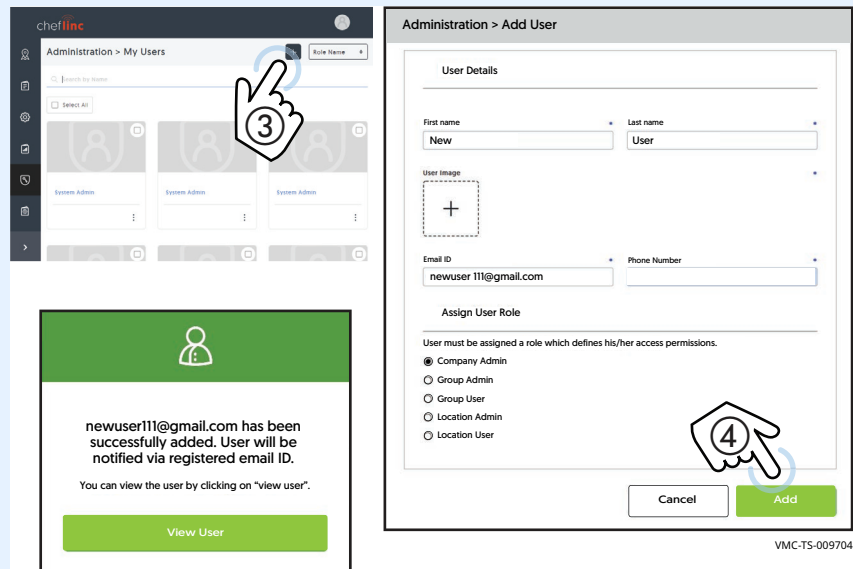 cheflinc
Administration > My Users
Role Name
Search by Name
Select All
3
System Admin
System Admin
System Admin
newuser111@gmail.com has been
successfully added. User will be
notified via registered email ID.
You can view the user by clicking on "view user".
View User
Administration > Add User
User Details
First name *
Last name *
New
User
User Image *
+
Email ID *
Phone Number *
newuser 111@gmail.com
Assign User Role
User must be assigned a role which defines his/her access permissions.
Company Admin
Group Admin
Group User
Location Admin
Location User
4
Cancel
Add
VMC-TS-009704